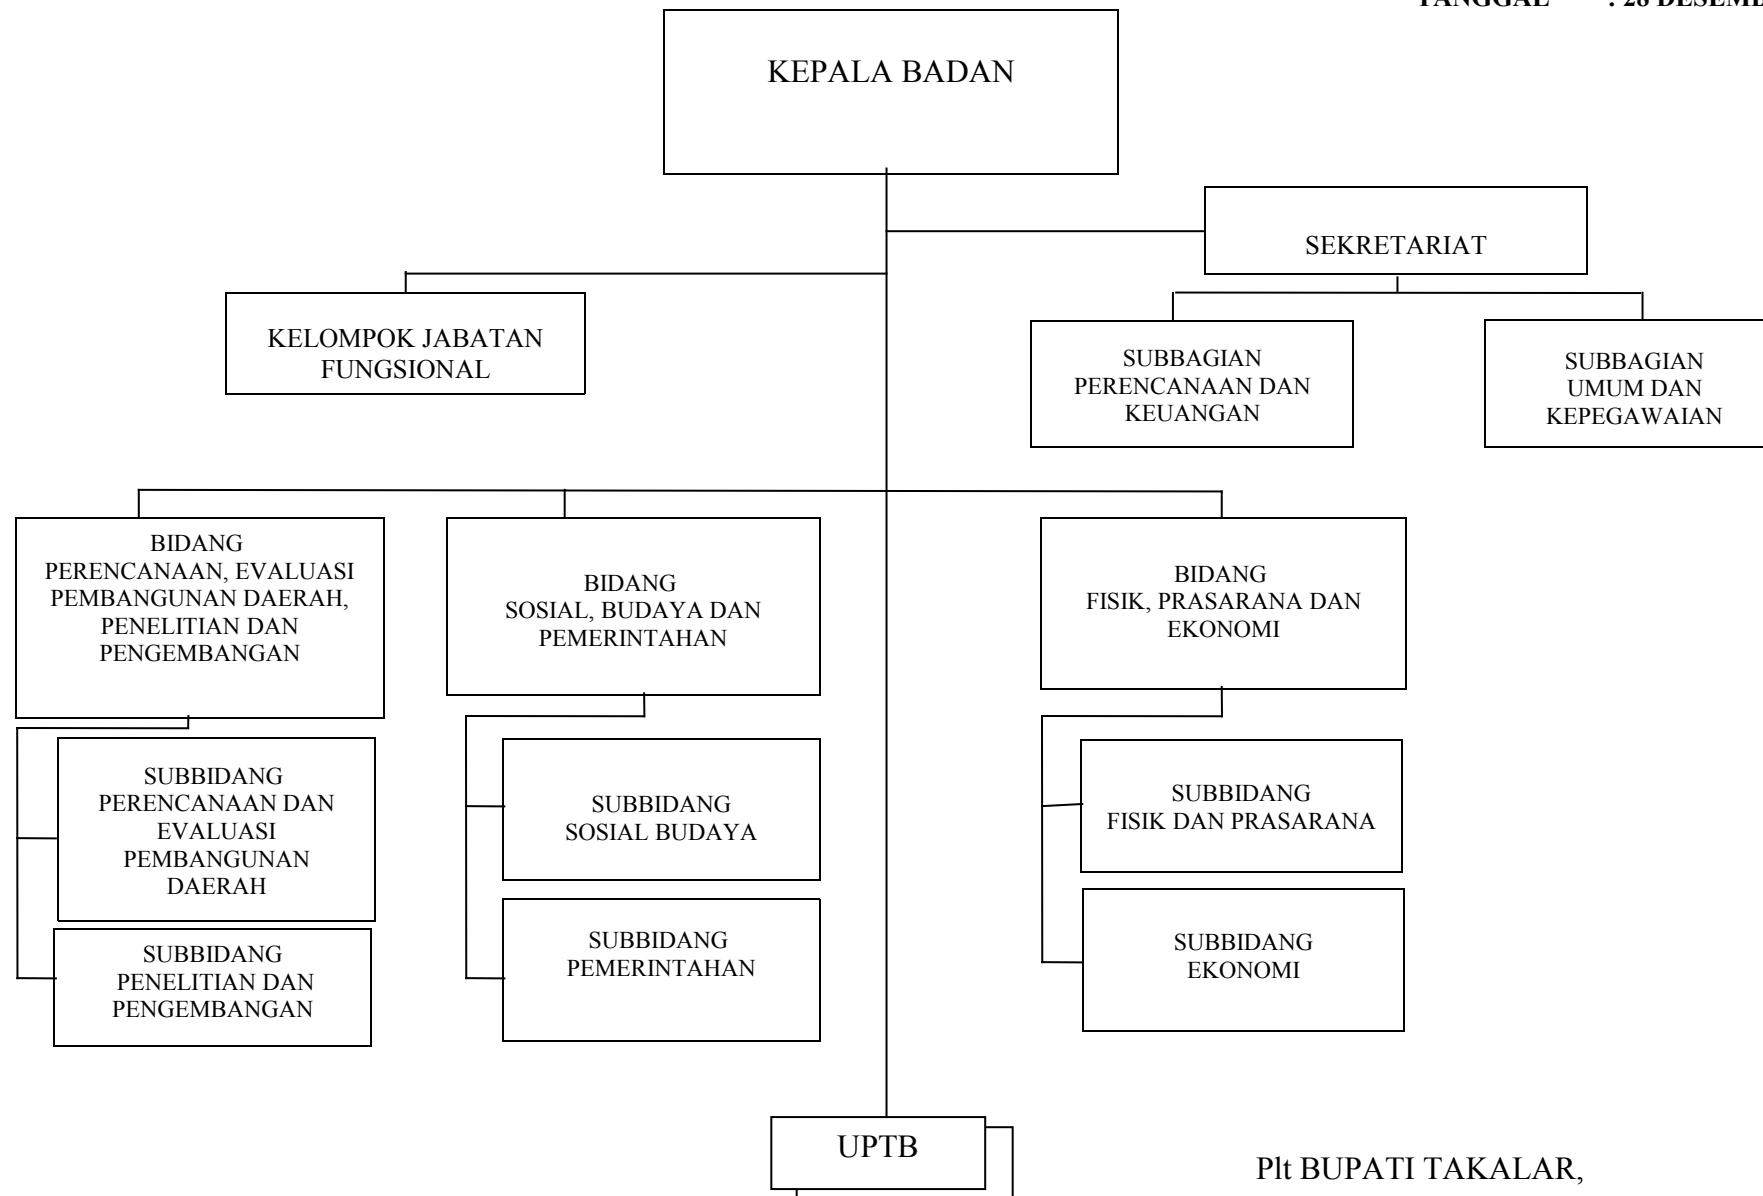 TANGGAL : 28 DESEMB
KEPALA BADAN
SEKRETARIAT
KELOMPOK JABATAN
FUNGSIONAL
SUBBAGIAN
PERENCANAAN DAN
KEUANGAN
SUBBAGIAN
UMUM DAN
KEPEGAWAIAN
BIDANG
PERENCANAAN, EVALUASI
PEMBANGUNAN DAERAH,
PENELITIAN DAN
PENGEMBANGAN
BIDANG
SOSIAL, BUDAYA DAN
PEMERINTAHAN
BIDANG
FISIK, PRASARANA DAN
EKONOMI
SUBBIDANG
PERENCANAAN DAN
EVALUASI
PEMBANGUNAN
DAERAH
SUBBIDANG
SOSIAL BUDAYA
SUBBIDANG
FISIK DAN PRASARANA
SUBBIDANG
PENELITIAN DAN
PENGEMBANGAN
SUBBIDANG
PEMERINTAHAN
SUBBIDANG
EKONOMI
UPTB
Plt BUPATI TAKALAR,